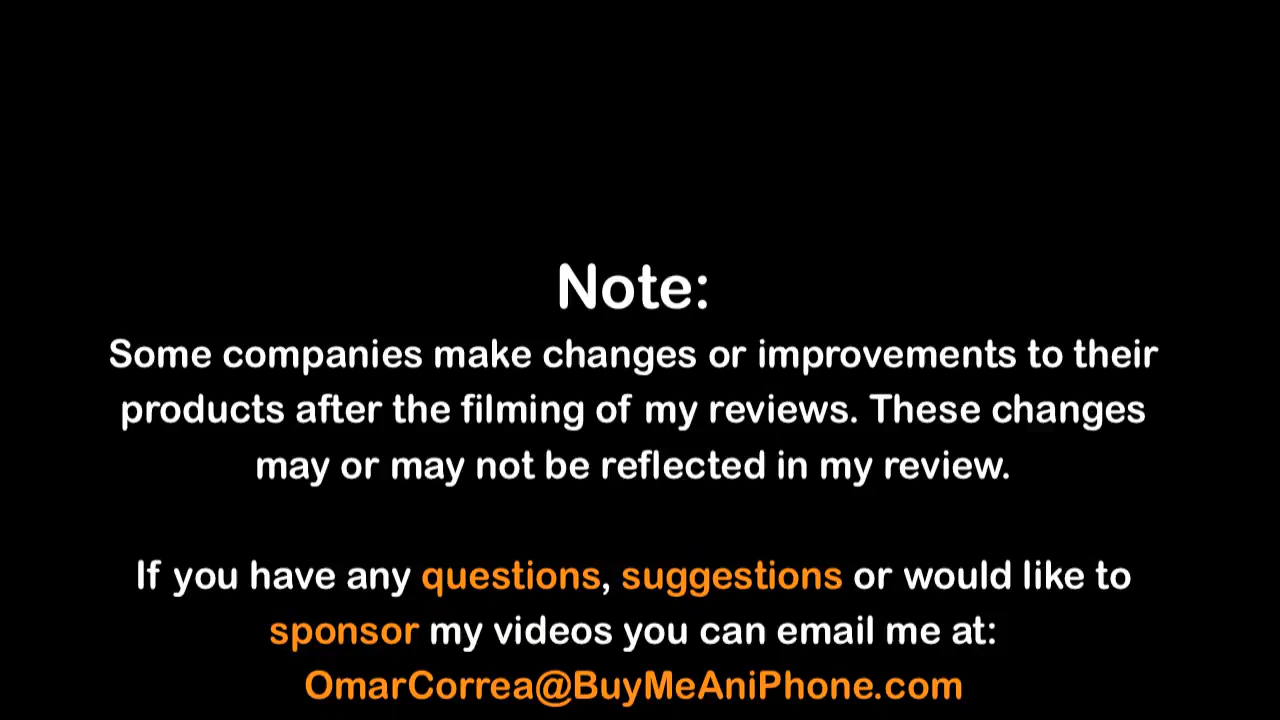 Note:
Some companies make changes or improvements to their
products after the filming of my reviews. These changes
may or may not be reflected in my review.
If you have any questions, suggestions or would like to
sponsor my videos you can email me at:
OmarCorrea@BuyMeAniPhone.com